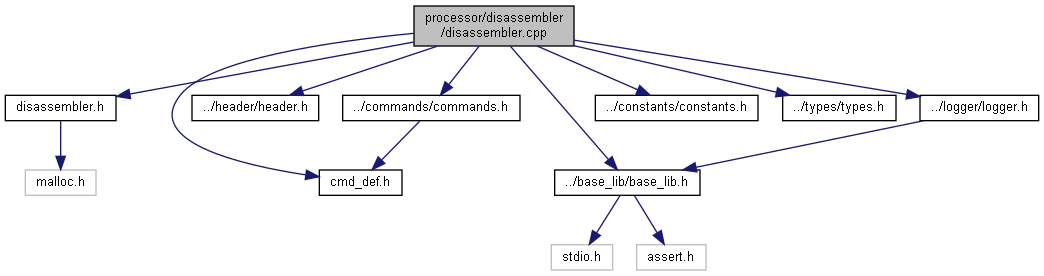 processor/disassembler
/disassembler.cpp
disassembler.h
../header/header.h
../commands/commands.h
../constants/constants.h
../types/types.h
../logger/logger.h
malloc.h
cmd_def.h
../base_lib/base_lib.h
stdio.h
assert.h